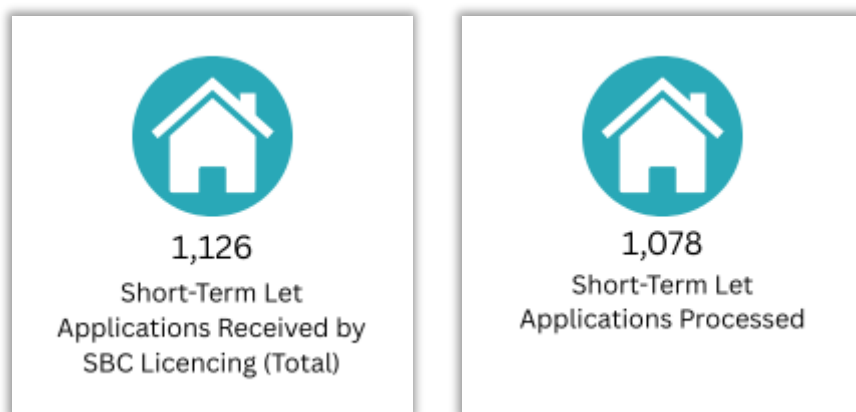 1,126
Short-Term Let
Applications Received by
SBC Licencing (Total)
1,078
Short-Term Let
Applications Processed